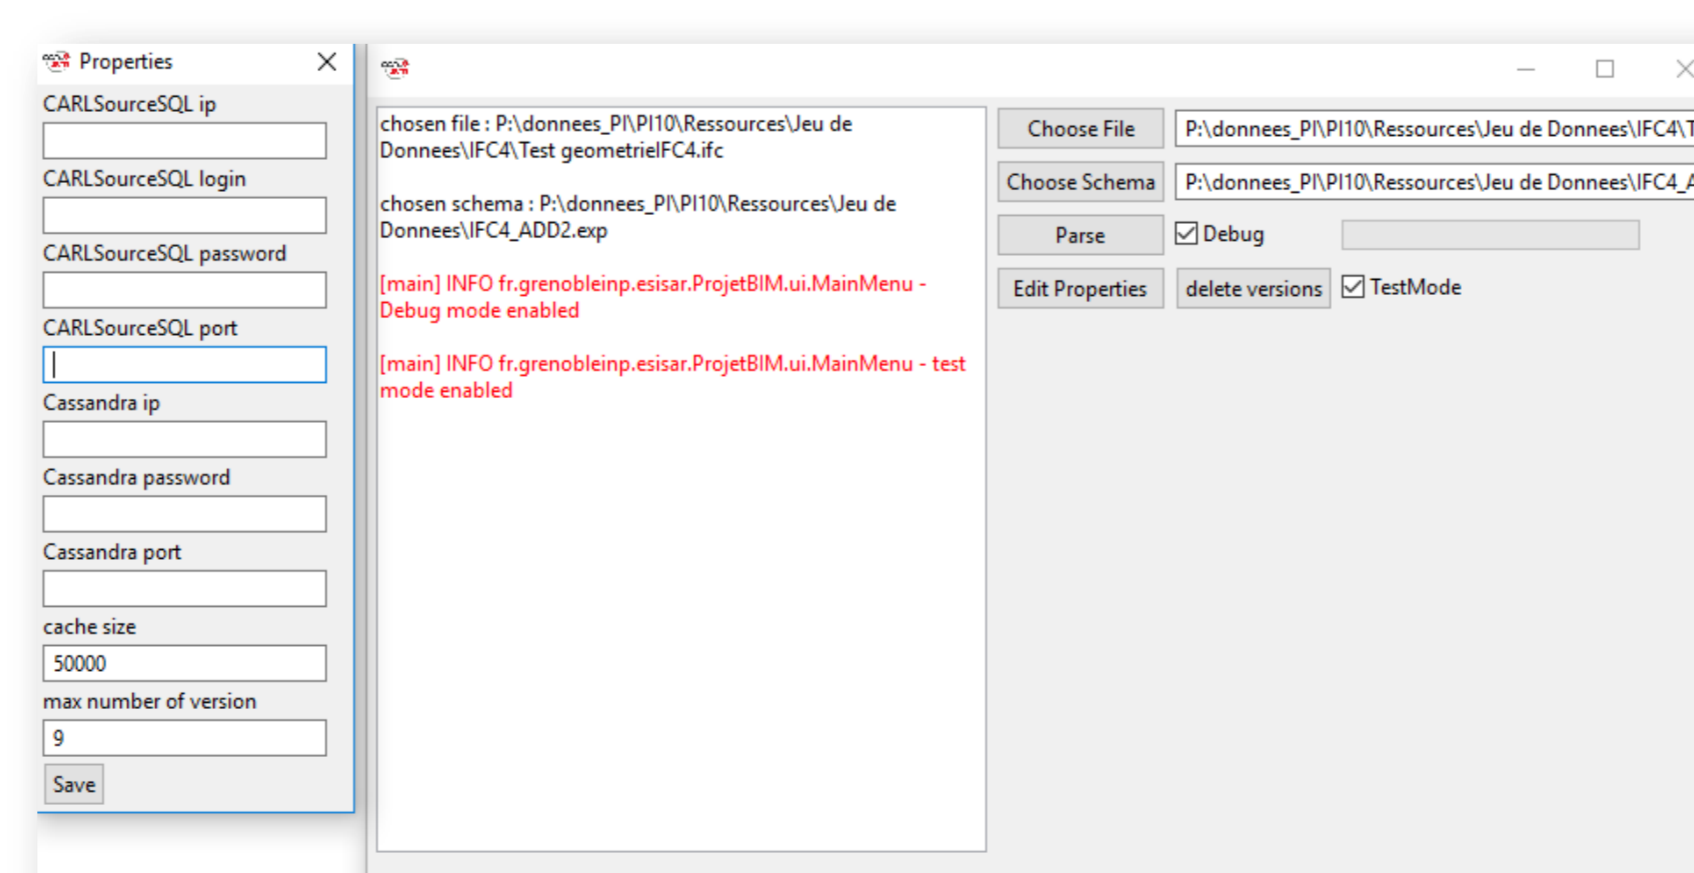 Properties
CARLSourceSQL ip
CARLSourceSQL login
CARLSourceSQL password
CARLSourceSQL port
Cassandra ip
Cassandra password
Cassandra port
cache size
50000
max number of version
9
Save
chosen file : P:\donnees_PI\PI10\Ressources\Jeu de
Donnees\IFC4\Test geometrieIFC4.ifc
chosen schema : P:\donnees_PI\PI10\Ressources\Jeu de
Donnees\IFC4_ADD2.exp
[main] INFO fr.grenobleinp.esisar.ProjetBIM.ui.MainMenu -
Debug mode enabled
[main] INFO fr.grenobleinp.esisar.ProjetBIM.ui.MainMenu - test
mode enabled
Choose File P:\donnees_PI\PI10\Ressources\Jeu de Donnees\IFC4\T
Choose Schema P:\donnees_PI\PI10\Ressources\Jeu de Donnees\IFC4_A
Parse Debug
Edit Properties delete versions TestMode